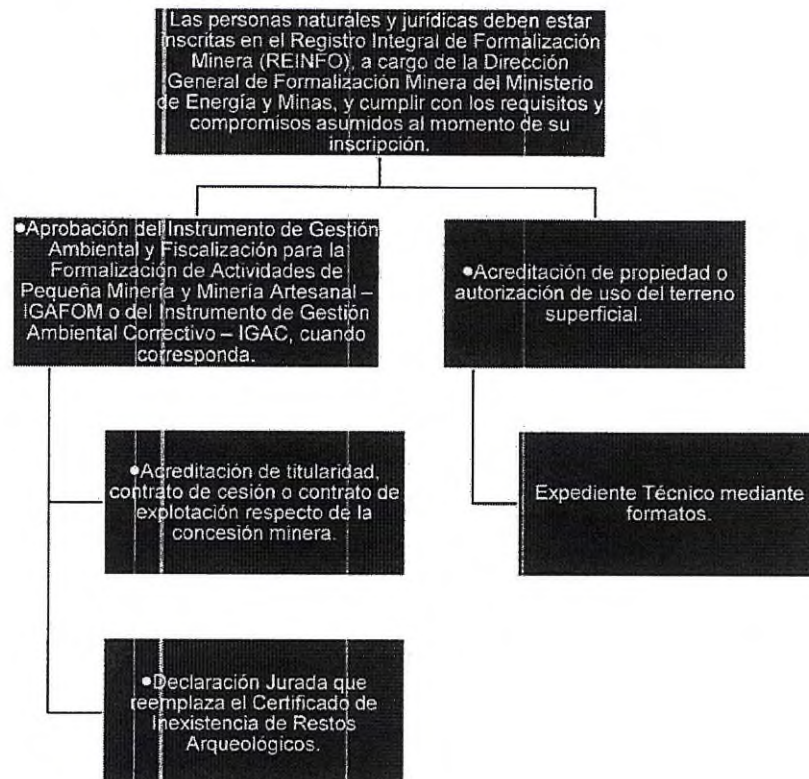 Las personas naturales y jurídicas deben estar
inscritas en el Registro Integral de Formalización
Minera (REINFO), a cargo de la Dirección
General de Formalización Minera del Ministerio
de Energía y Minas, y cumplir con los requisitos y
compromisos asumidos al momento de su
inscripción.
•Aprobación del Instrumento de Gestión
Ambiental y Fiscalización para la
Formalización de Actividades de
Pequeña Minería y Minería Artesanal –
IGAFOM o del Instrumento de Gestión
Ambiental Correctivo – IGAC, cuando
corresponda.
•Acreditación de propiedad o
autorización de uso del terreno
superficial.
•Acreditación de titularidad,
contrato de cesión o contrato de
explotación respecto de la
concesión minera.
Expediente Técnico mediante
formatos.
•Declaración Jurada que
reemplaza el Certificado de
Inexistencia de Restos
Arqueológicos.